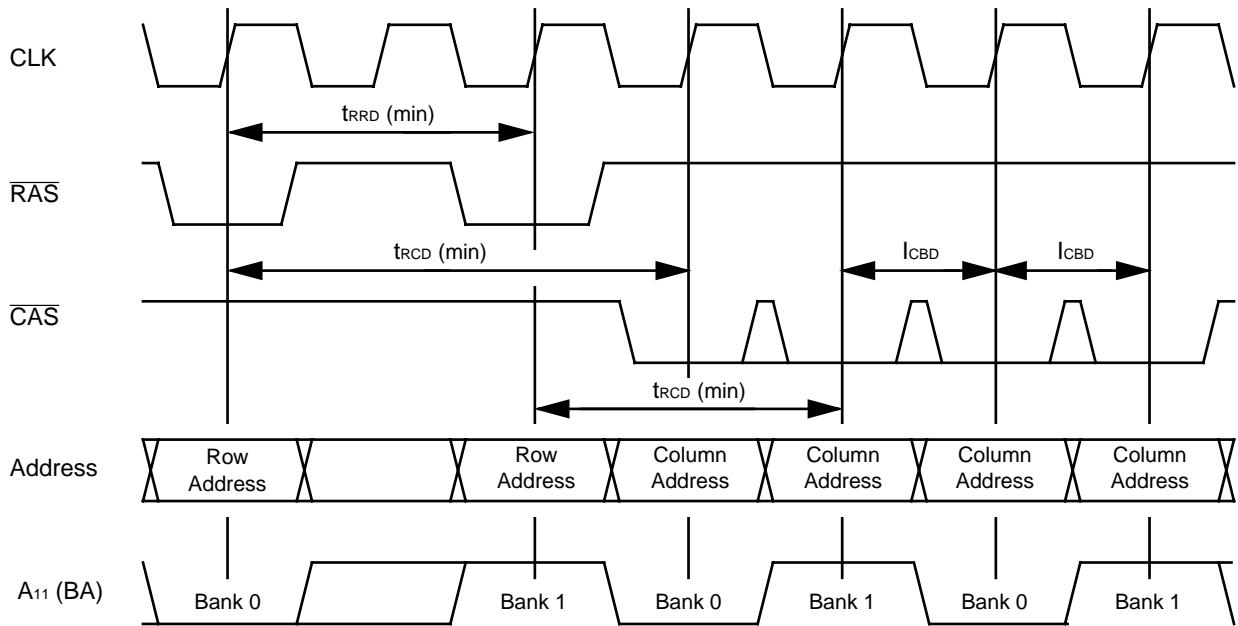 CLK
tRRD (min)
RAS
tRCD (min)
ICBD
ICBD
CAS
tRCD (min)
Address
Row
Address
Row
Address
Column
Address
Column
Address
Column
Address
Column
Address
A11 (BA)
Bank 0
Bank 1
Bank 0
Bank 1
Bank 0
Bank 1